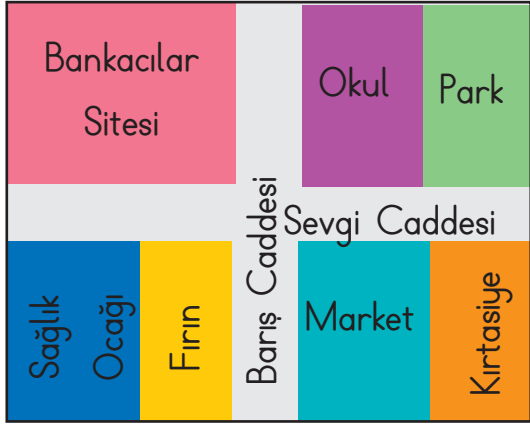 Bankacılar
Sitesi
Okul
Park
Sevgi Caddesi
Barış Caddesi
Sağlık
Ocağı
Fırın
Market
Kırtasiye